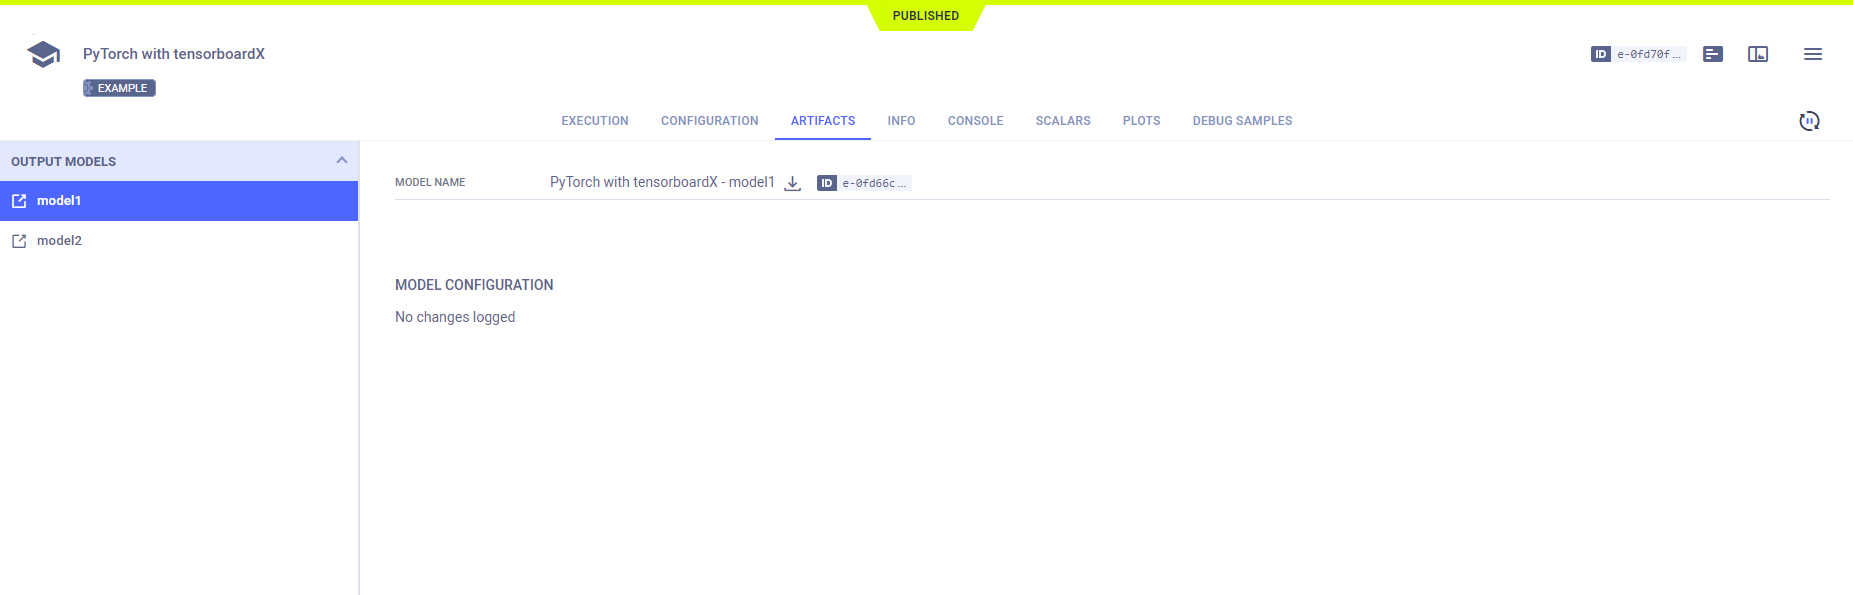 PUBLISHED
PyTorch with tensorboardX
ID e-0fd70f...
EXAMPLE
EXECUTION CONFIGURATION ARTIFACTS INFO CONSOLE SCALARS PLOTS DEBUG SAMPLES
OUTPUT MODELS
model1
model2
MODEL NAME PyTorch with tensorboardX - model1 ID e-0fd66c...
MODEL CONFIGURATION
No changes logged